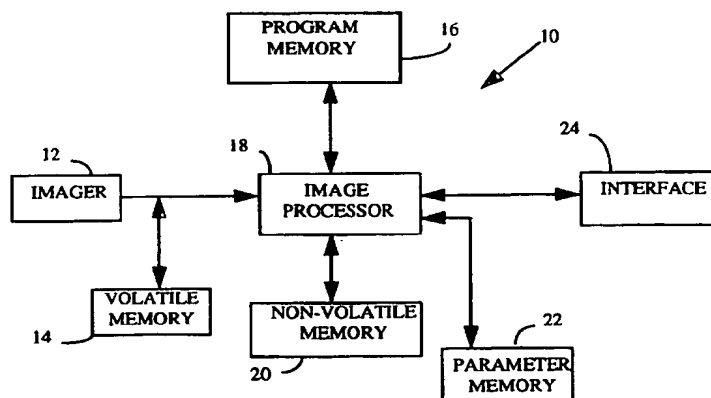 PROGRAM
MEMORY
16
10
12
18
24
IMAGER
IMAGE
PROCESSOR
INTERFACE
VOLATILE
MEMORY
14
NON-VOLATILE
MEMORY
20
22
PARAMETER
MEMORY